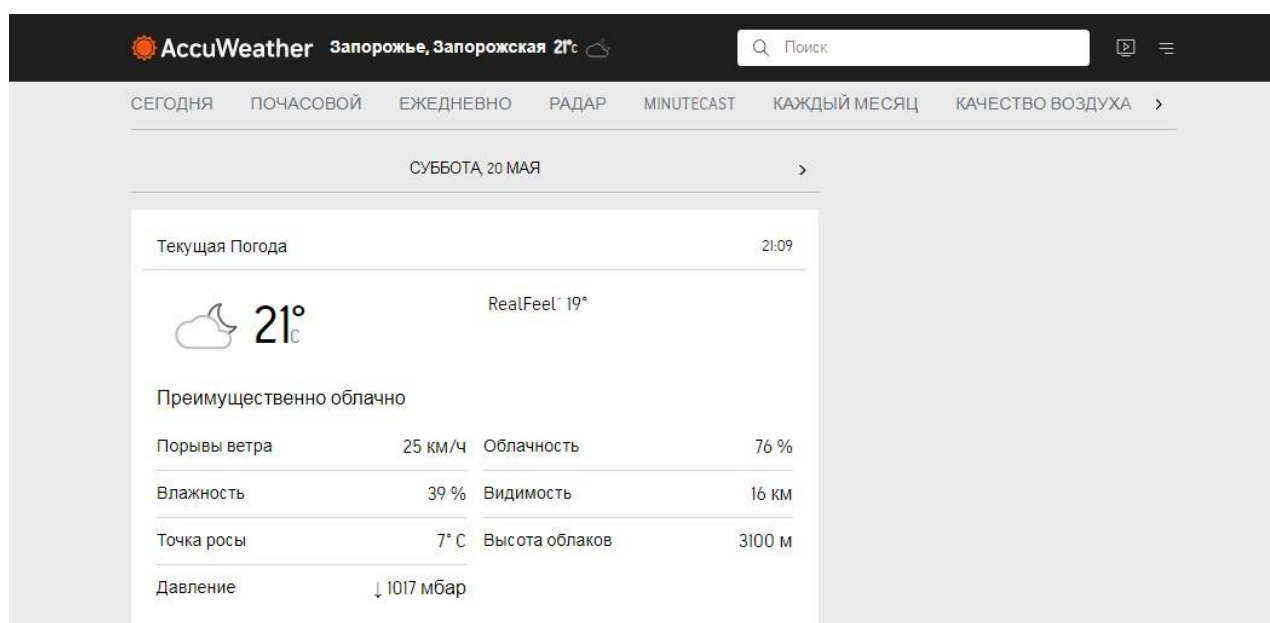 AccuWeather Запорожье, Запорожская 21°C Поиск
СЕГОДНЯ ПОЧАСОВОЙ ЕЖЕДНЕВНО РАДАР MINUTECAST КАЖДЫЙ МЕСЯЦ КАЧЕСТВО ВОЗДУХА
СУББОТА, 20 МАЯ
Текущая Погода 21:09
21°C RealFeel™ 19°
Преимущественно облачно
Порывы ветра 25 км/ч Облачность 76 %
Влажность 39 % Видимость 16 км
Точка росы 7° C Высота облаков 3100 м
Давление ↓ 1017 мбар